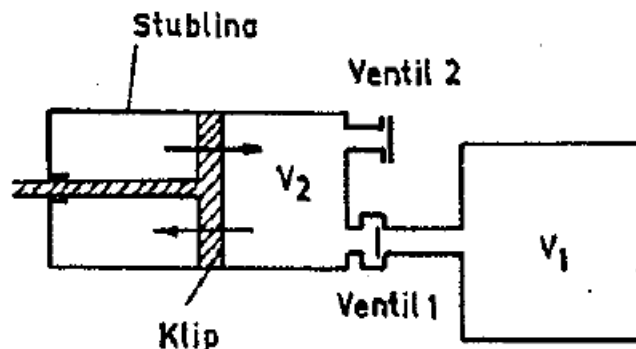 Stublina
Ventil 2
V₂
V₁
Ventil 1
Klip